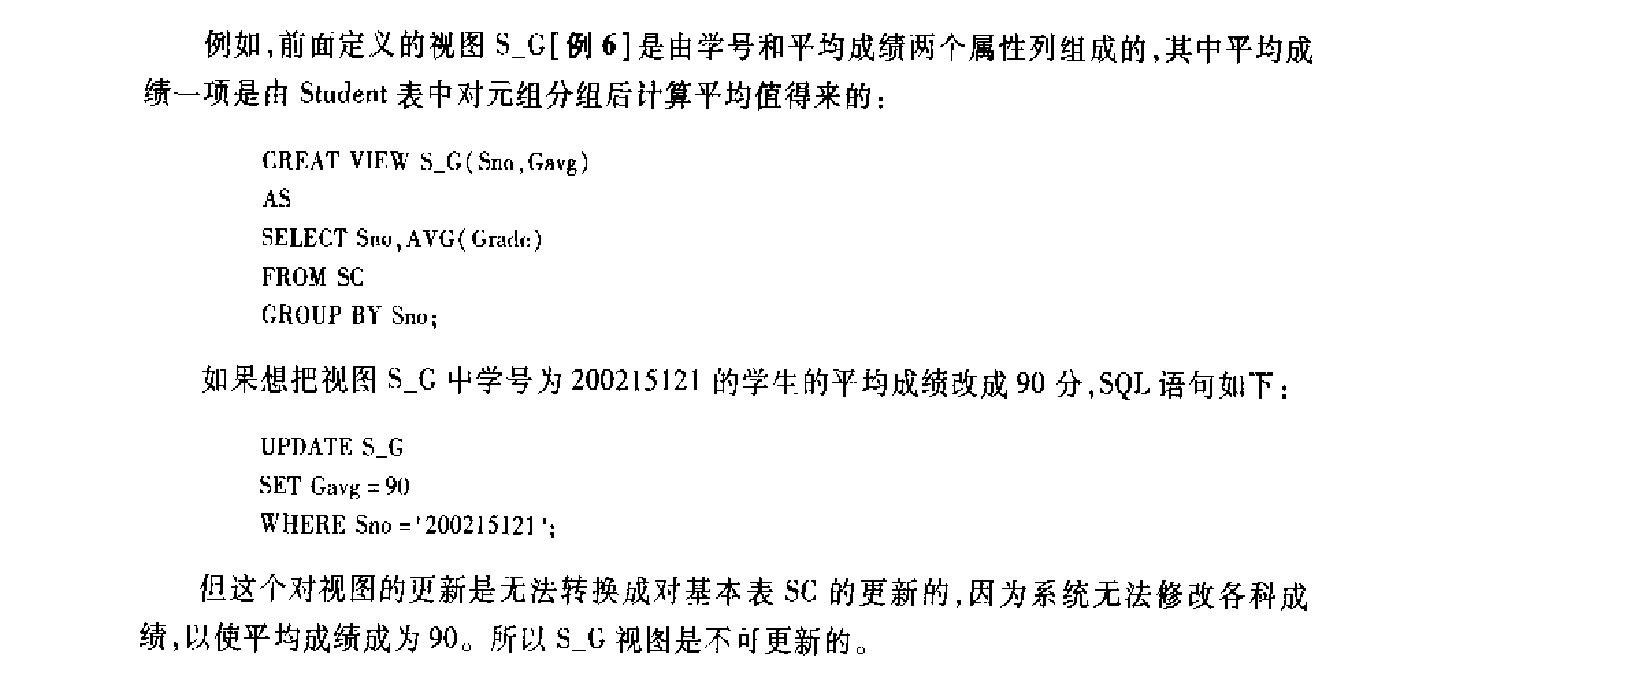 例如,前面定义的视图 S_G[例 6]是由学号和平均成绩两个属性列组成的,其中平均成
绩一项是由 Student 表中对元组分组后计算平均值得来的:
CREAT VIEW S_G(Sno,Gavg)
AS
SELECT Sno,AVG(Grade)
FROM SC
GROUP BY Sno;
如果想把视图 S_G 中学号为 200215121 的学生的平均成绩改成 90 分,SQL 语句如下:
UPDATE S_G
SET Gavg = 90
WHERE Sno = '200215121 ';
但这个对视图的更新是无法转换成对基本表 SC 的更新的,因为系统无法修改各科成
绩,以使平均成绩成为 90。所以 S_G 视图是不可更新的。